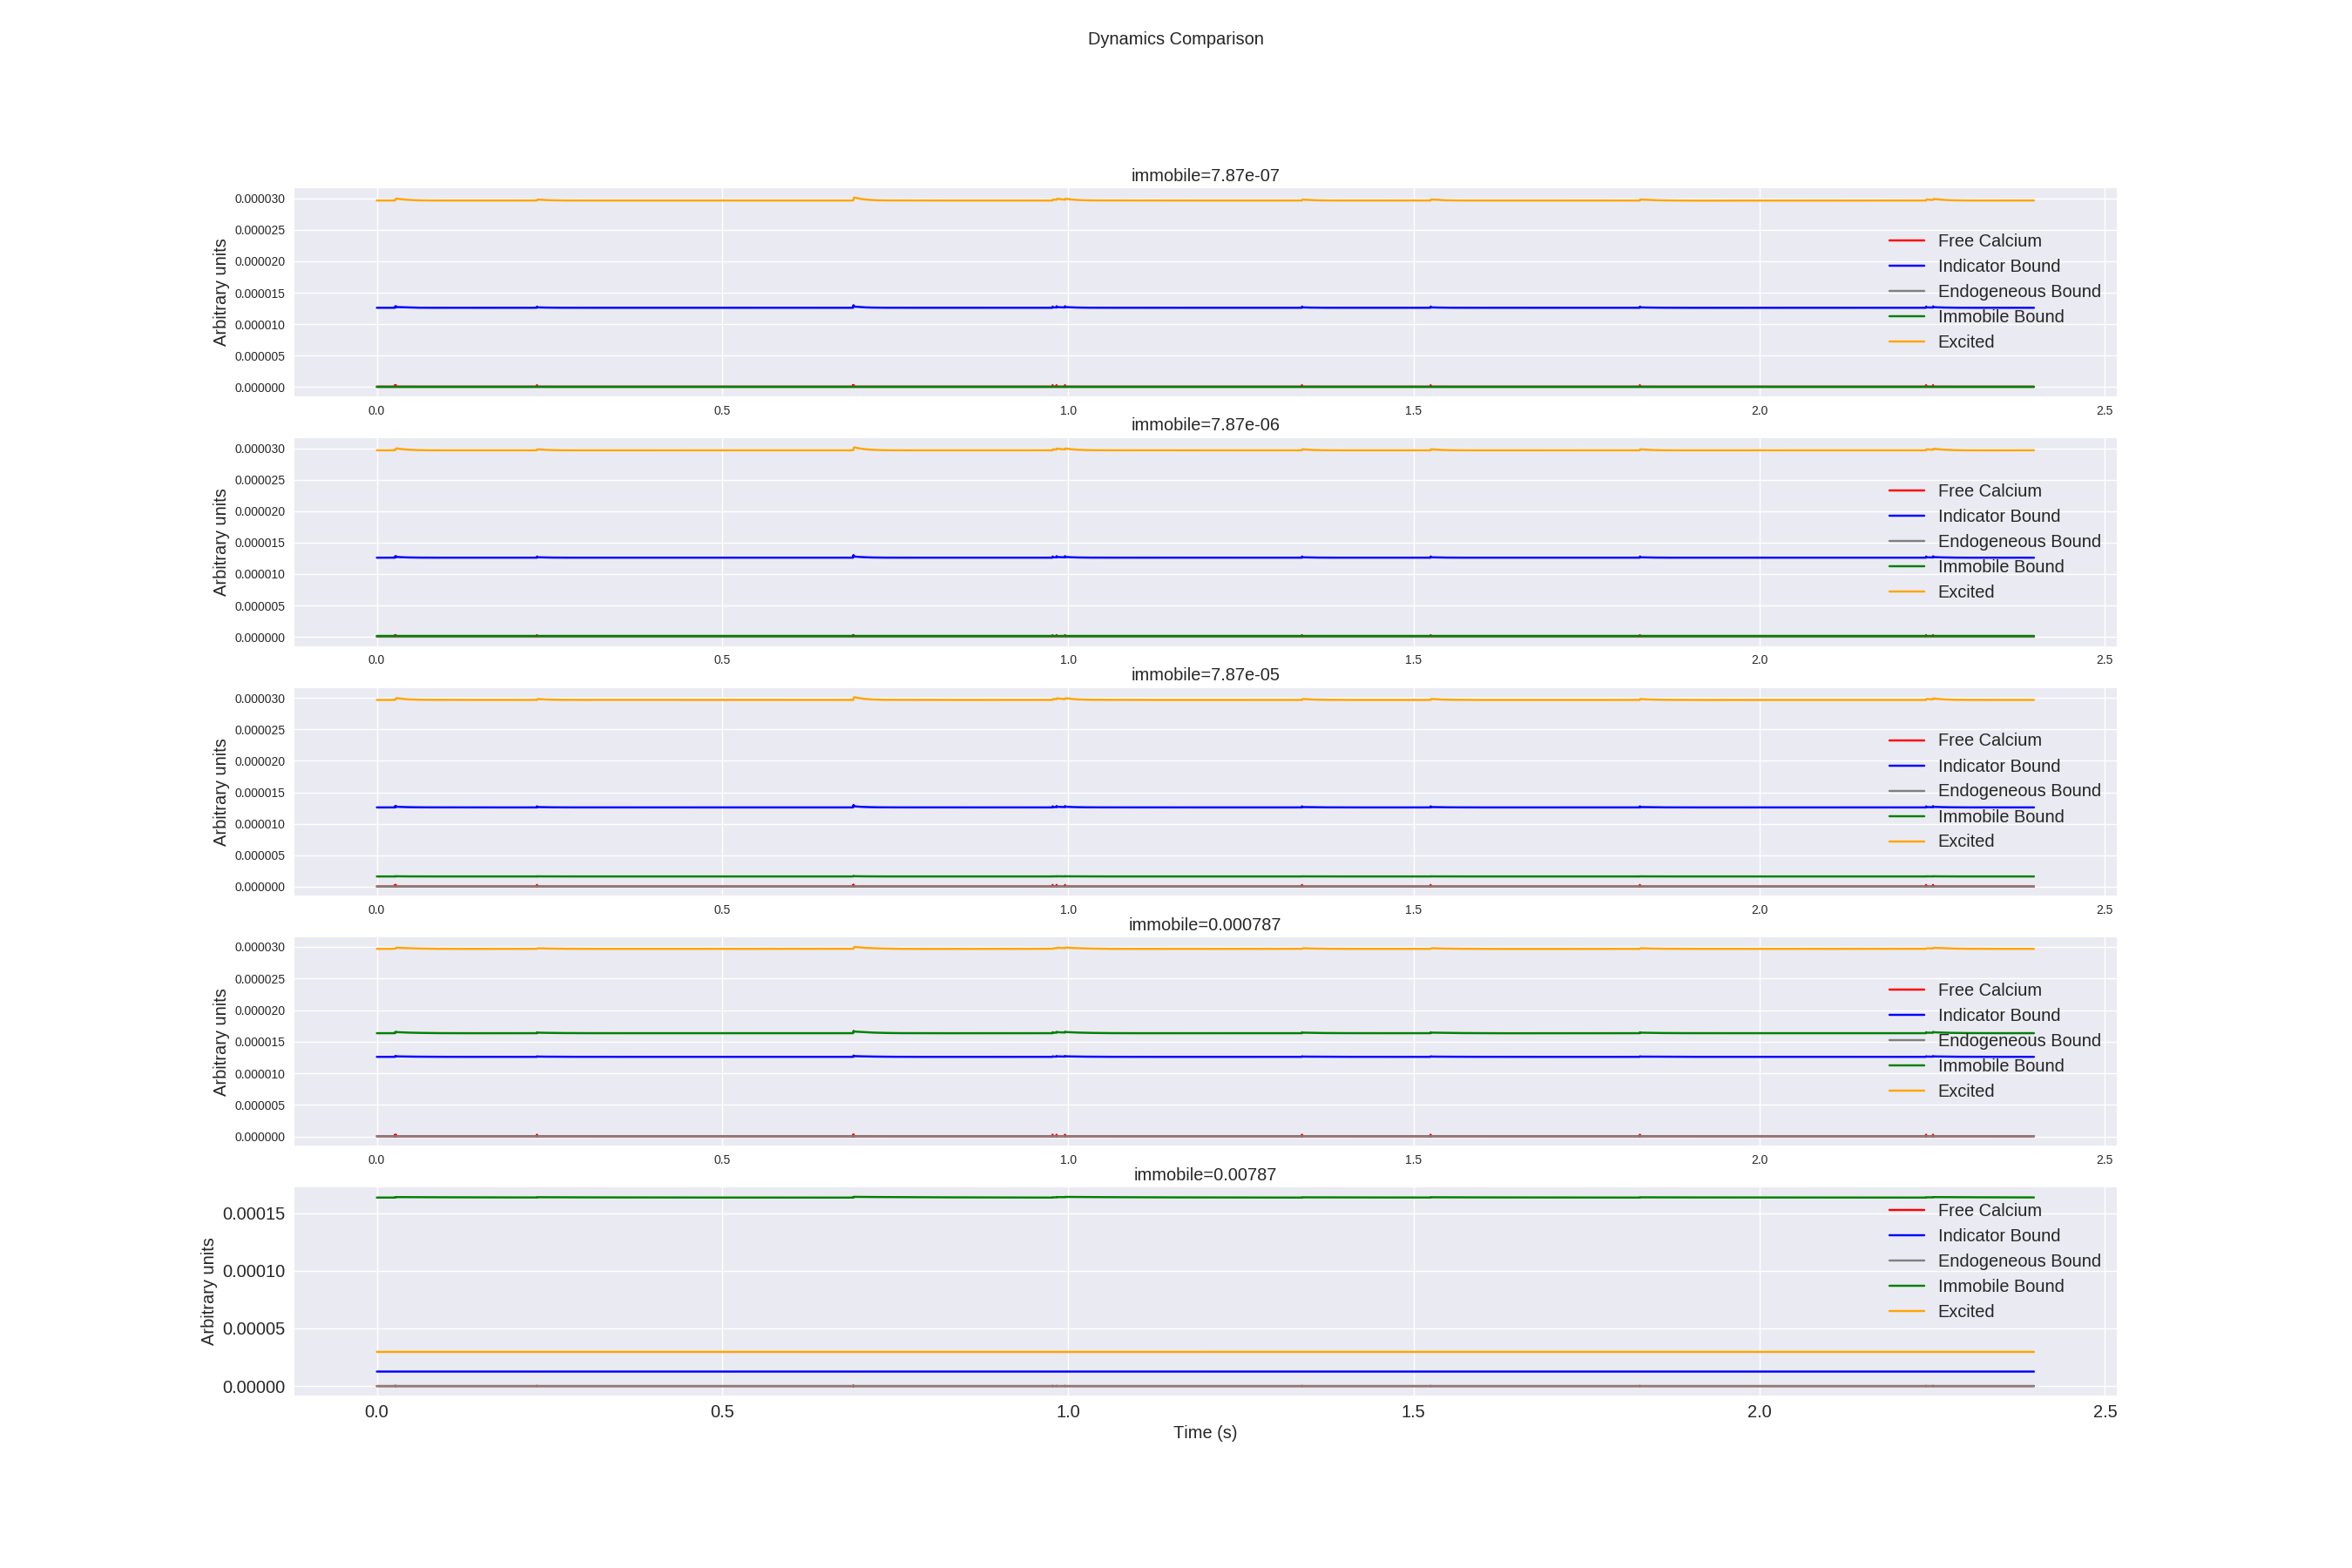 Dynamics Comparison
immobile=7.87e-07
Arbitrary units
0.000030
0.000025
0.000020
0.000015
0.000010
0.000005
0.000000
Free Calcium
Indicator Bound
Endogeneous Bound
Immobile Bound
Excited
0.0 0.5 1.0 1.5 2.0 2.5
immobile=7.87e-06
Arbitrary units
0.000030
0.000025
0.000020
0.000015
0.000010
0.000005
0.000000
Free Calcium
Indicator Bound
Endogeneous Bound
Immobile Bound
Excited
0.0 0.5 1.0 1.5 2.0 2.5
immobile=7.87e-05
Arbitrary units
0.000030
0.000025
0.000020
0.000015
0.000010
0.000005
0.000000
Free Calcium
Indicator Bound
Endogeneous Bound
Immobile Bound
Excited
0.0 0.5 1.0 1.5 2.0 2.5
immobile=0.000787
Arbitrary units
0.000030
0.000025
0.000020
0.000015
0.000010
0.000005
0.000000
Free Calcium
Indicator Bound
Endogeneous Bound
Immobile Bound
Excited
0.0 0.5 1.0 1.5 2.0 2.5
immobile=0.00787
Arbitrary units
0.00015
0.00010
0.00005
0.00000
Free Calcium
Indicator Bound
Endogeneous Bound
Immobile Bound
Excited
0.0 0.5 1.0 1.5 2.0 2.5
Time (s)